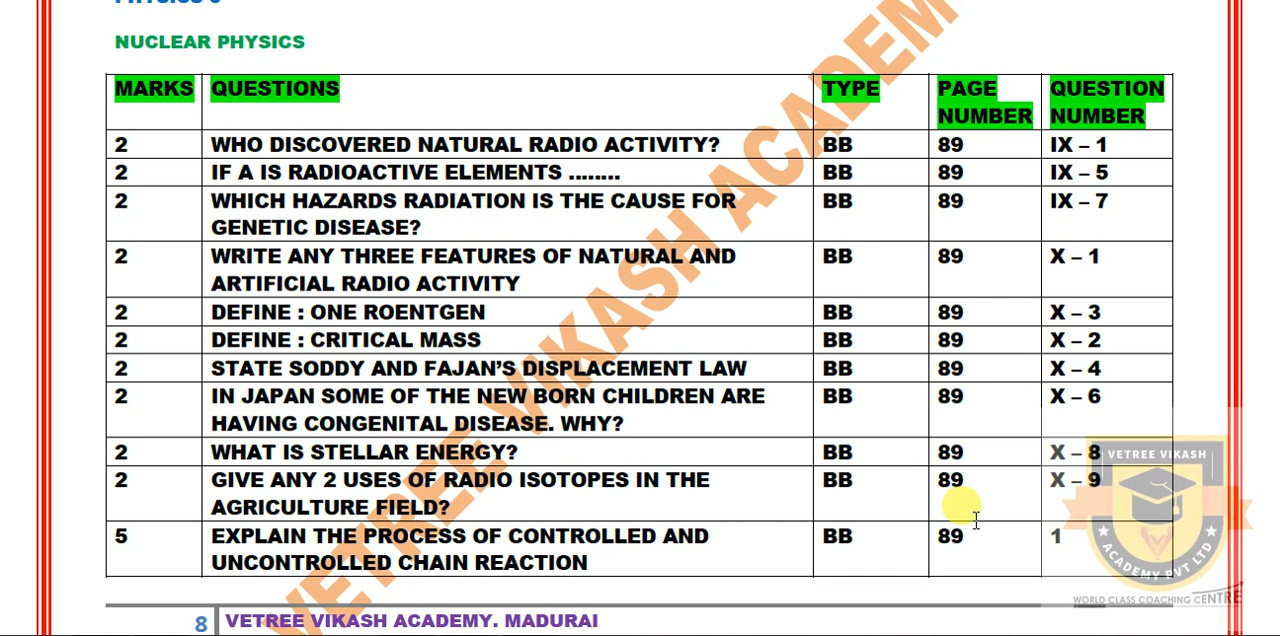 NUCLEAR PHYSICS
MARKS QUESTIONS TYPE PAGE NUMBER QUESTION NUMBER
2 WHO DISCOVERED NATURAL RADIO ACTIVITY? BB 89 IX – 1
2 IF A IS RADIOACTIVE ELEMENTS ........ BB 89 IX – 5
2 WHICH HAZARDS RADIATION IS THE CAUSE FOR BB 89 IX – 7
GENETIC DISEASE?
2 WRITE ANY THREE FEATURES OF NATURAL AND BB 89 X – 1
ARTIFICIAL RADIO ACTIVITY
2 DEFINE : ONE ROENTGEN BB 89 X – 3
2 DEFINE : CRITICAL MASS BB 89 X – 2
2 STATE SODDY AND FAJAN’S DISPLACEMENT LAW BB 89 X – 4
2 IN JAPAN SOME OF THE NEW BORN CHILDREN ARE BB 89 X – 6
HAVING CONGENITAL DISEASE. WHY?
2 WHAT IS STELLAR ENERGY? BB 89 X – 8
2 GIVE ANY 2 USES OF RADIO ISOTOPES IN THE BB 89 X – 9
AGRICULTURE FIELD?
5 EXPLAIN THE PROCESS OF CONTROLLED AND BB 89 1
UNCONTROLLED CHAIN REACTION
VETREE VIKASH ACADEM
VETREE VIKASH
ACADEMY PVT LTD
WORLD CLASS COACHING CENTRE
8 VETREE VIKASH ACADEMY. MADURAI